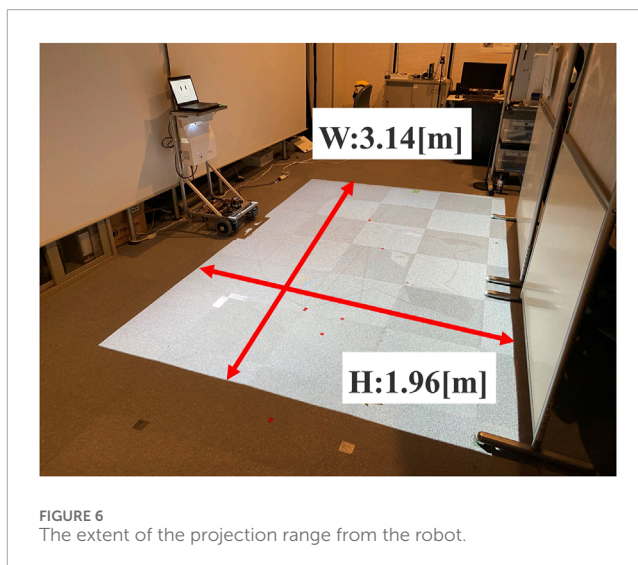 W:3.14[m]
H:1.96[m]
FIGURE 6
The extent of the projection range from the robot.